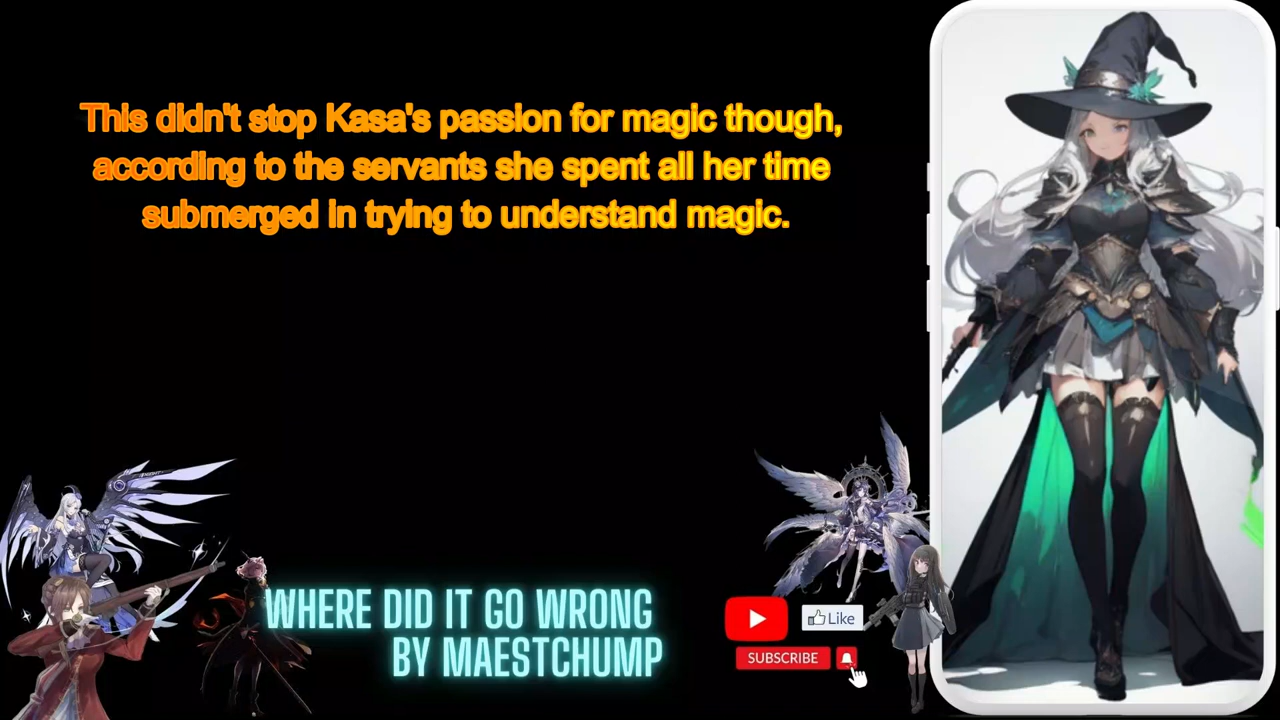 This didn't stop Kasa's passion for magic though,
according to the servants she spent all her time
submerged in trying to understand magic.
WHERE DID IT GO WRONG
BY MAESTCHUMP
Like
SUBSCRIBE